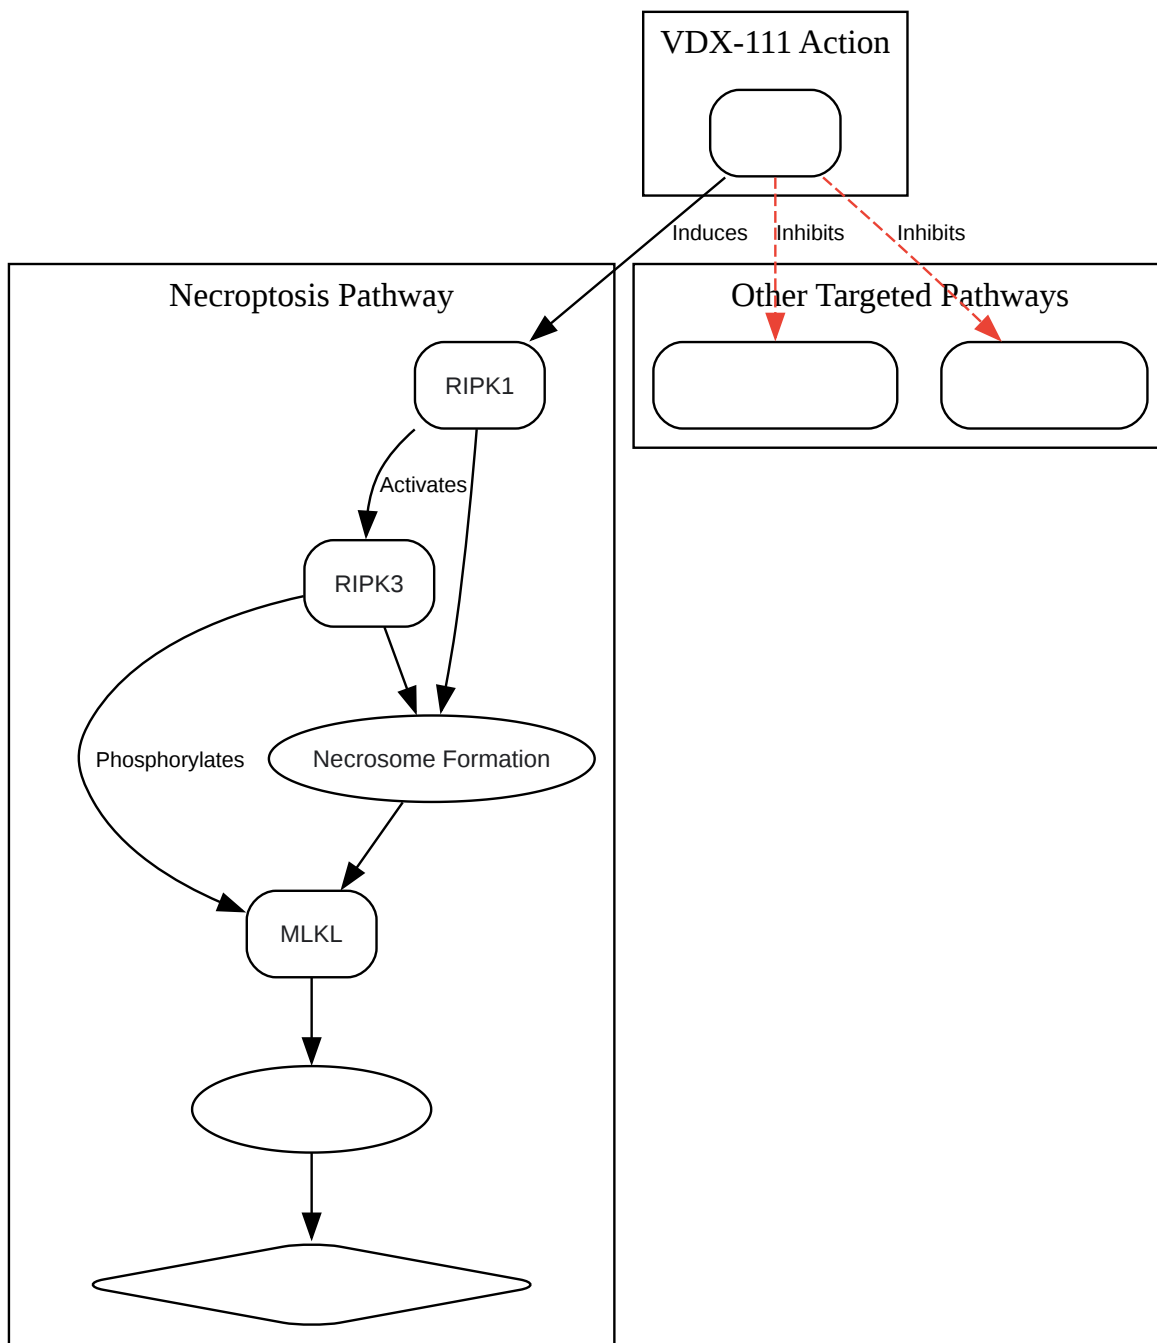 VDX-111 Action
Induces
Inhibits
Inhibits
Necroptosis Pathway
Other Targeted Pathways
RIPK1
Activates
RIPK3
Necrosome Formation
Phosphorylates
MLKL